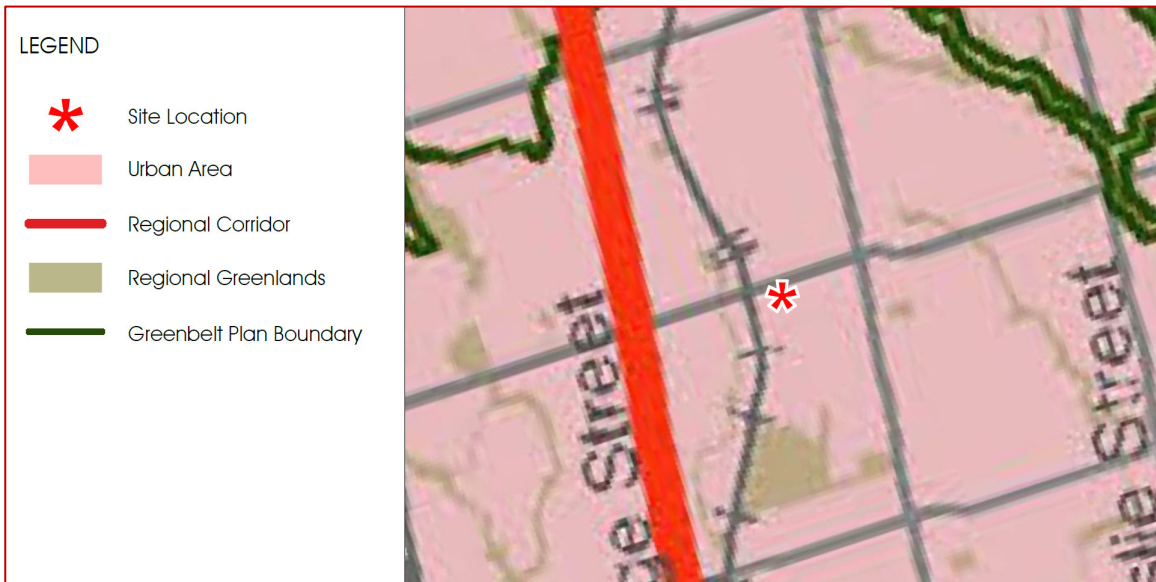 LEGEND
Site Location
Urban Area
Regional Corridor
Regional Greenlands
Greenbelt Plan Boundary
Street
Street